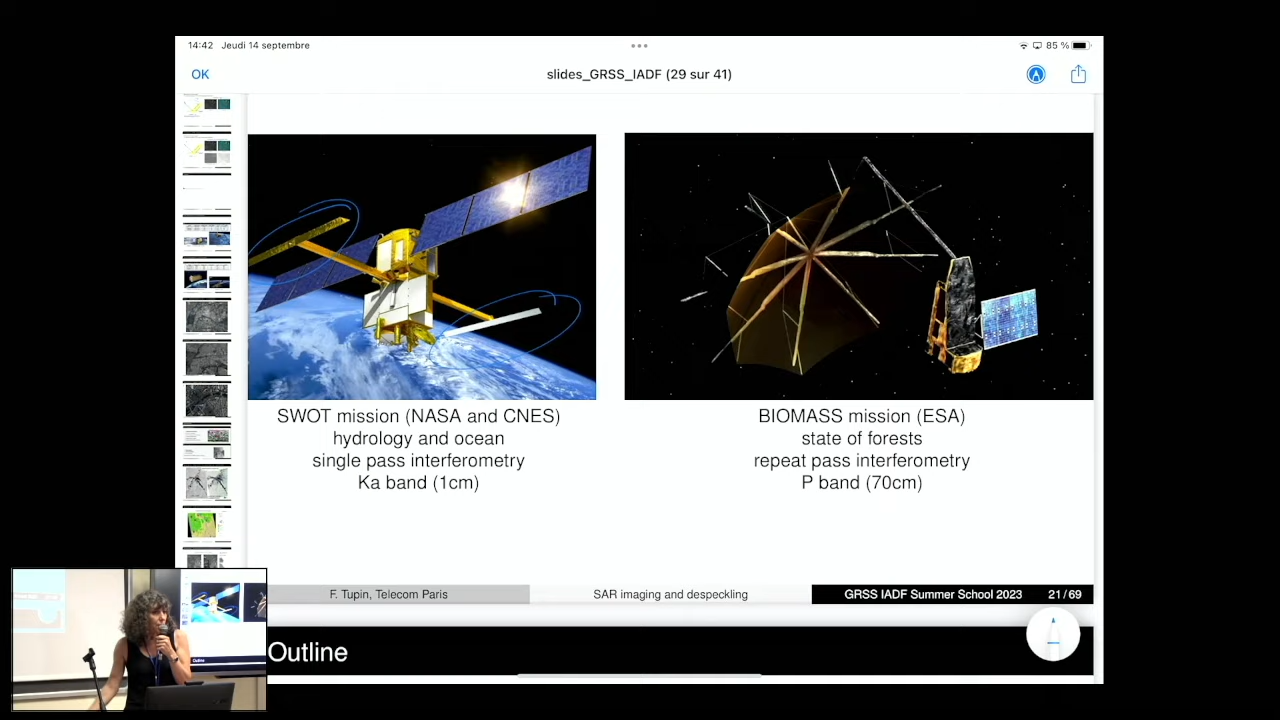 14:42 Jeudi 14 septembre
85 %
OK
slides_GRSS_IADF (29 sur 41)
SWOT mission (NASA and CNES)
hydrology and ocean
single pass interferometry
Ka band (1cm)
BIOMASS mission (ESA)
state of forests
repeat pass interferometry
P band (70cm)
F. Tupin, Telecom Paris
SAR imaging and despeckling
GRSS IADF Summer School 2023
21/69
Outline